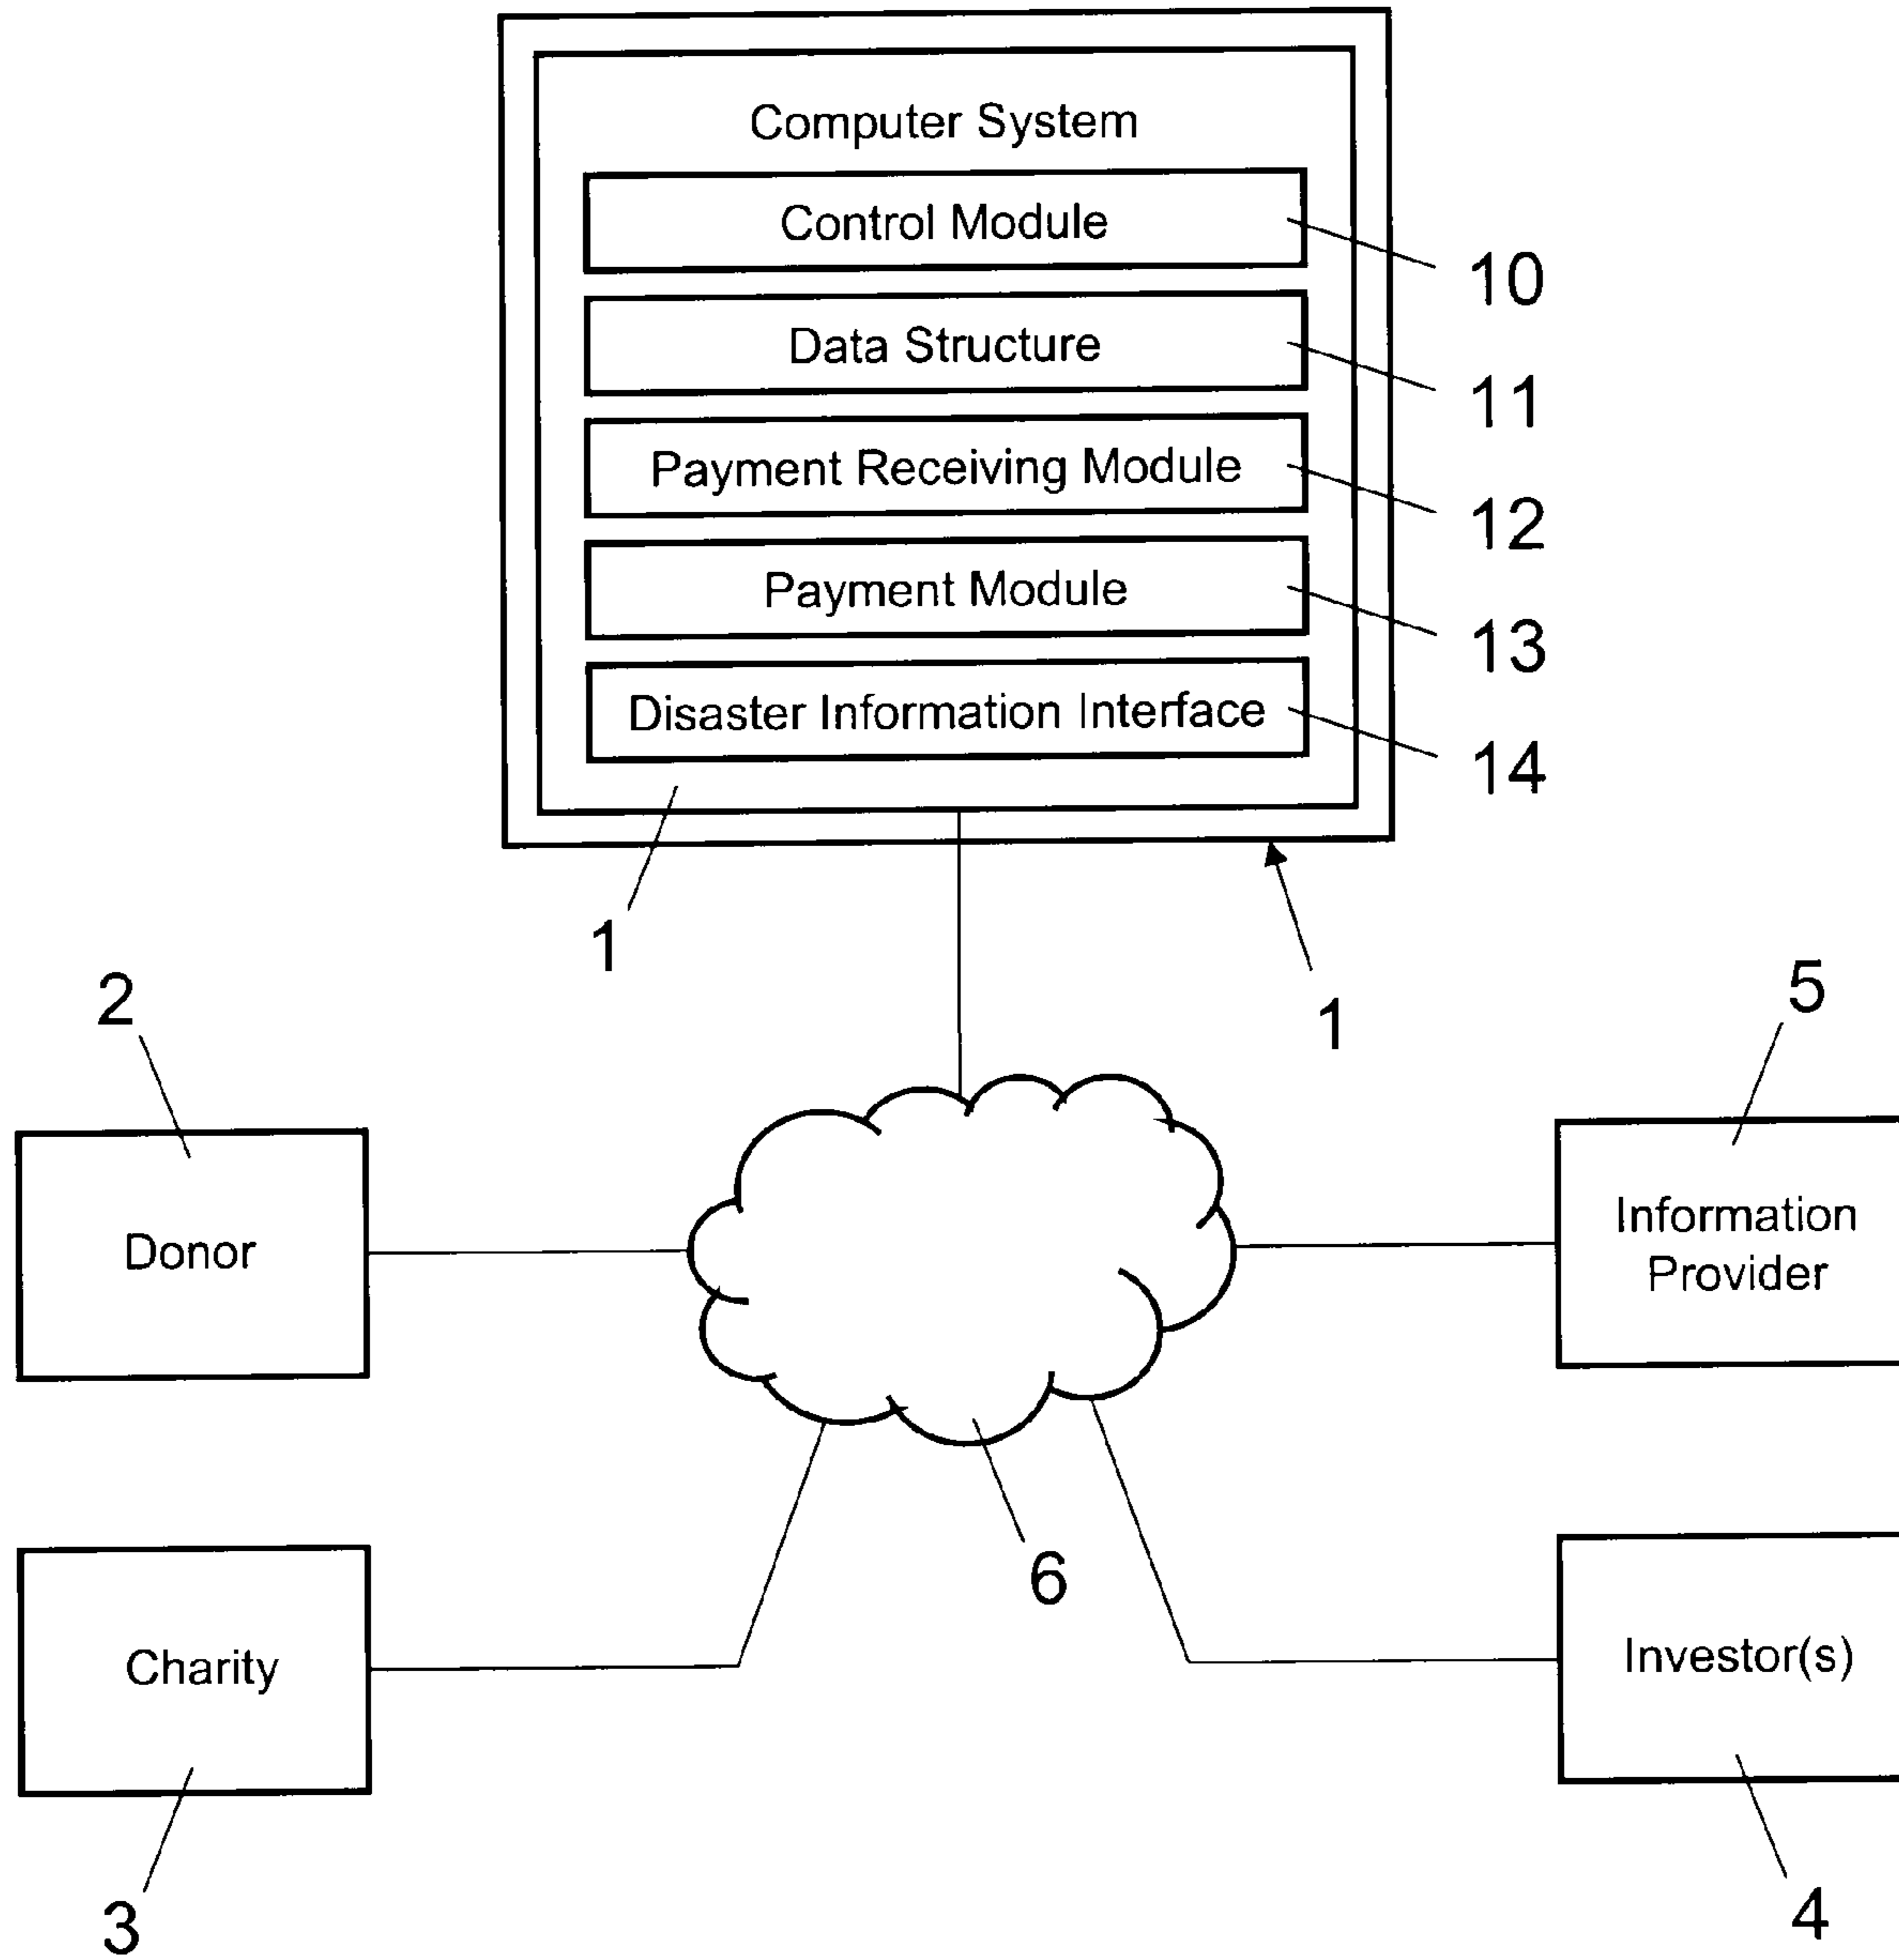 Computer System
Control Module
10
Data Structure
11
Payment Receiving Module
12
Payment Module
13
Disaster Information Interface
14
1
1
2
5
Donor
Information
Provider
6
Charity
Investor(s)
3
4